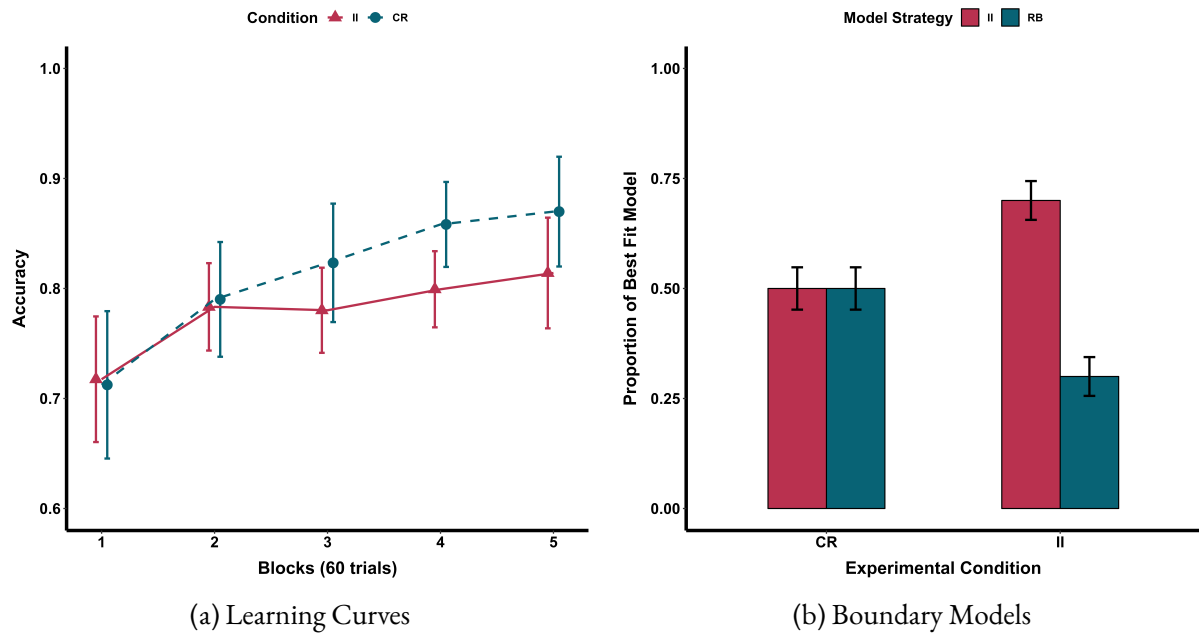 Condition II CR
1.0
0.9
0.8
0.7
0.6
Accuracy
1 2 3 4 5
Blocks (60 trials)
(a) Learning Curves
Model Strategy II RB
1.00
0.75
0.50
0.25
0.00
Proportion of Best Fit Model
CR II
Experimental Condition
(b) Boundary Models